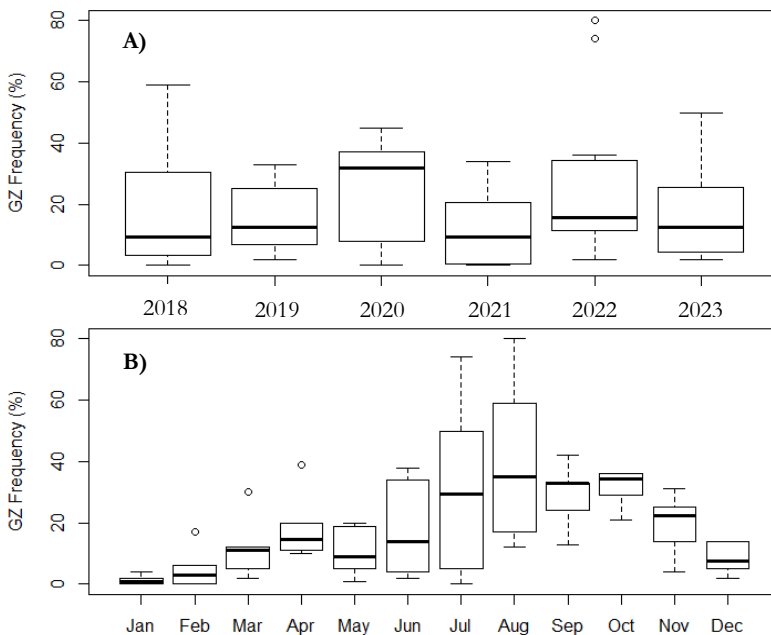 A)
GZ Frequency (%)
80
60
40
20
0
2018 2019 2020 2021 2022 2023
B)
GZ Frequency (%)
80
60
40
20
0
Jan Feb Mar Apr May Jun Jul Aug Sep Oct Nov Dec